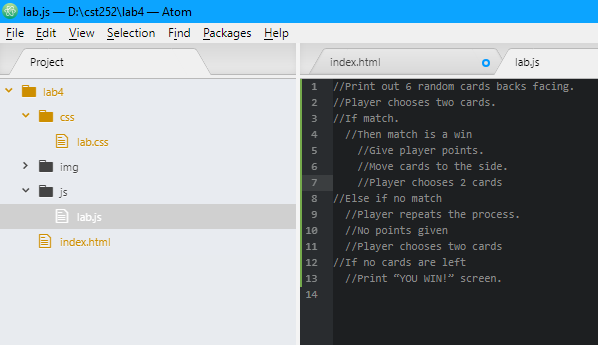 lab.js — D:\cst252\lab4 — Atom
File Edit View Selection Find Packages Help
Project
index.html
lab.js
lab4
css
lab.css
img
js
lab.js
index.html
1 //Print out 6 random cards backs facing.
2 //Player chooses two cards.
3 //If match.
4 //Then match is a win
5 //Give player points.
6 //Move cards to the side.
7 //Player chooses 2 cards
8 //Else if no match
9 //Player repeats the process.
10 //No points given
11 //Player chooses two cards
12 //If no cards are left
13 //Print “YOU WIN!” screen.
14